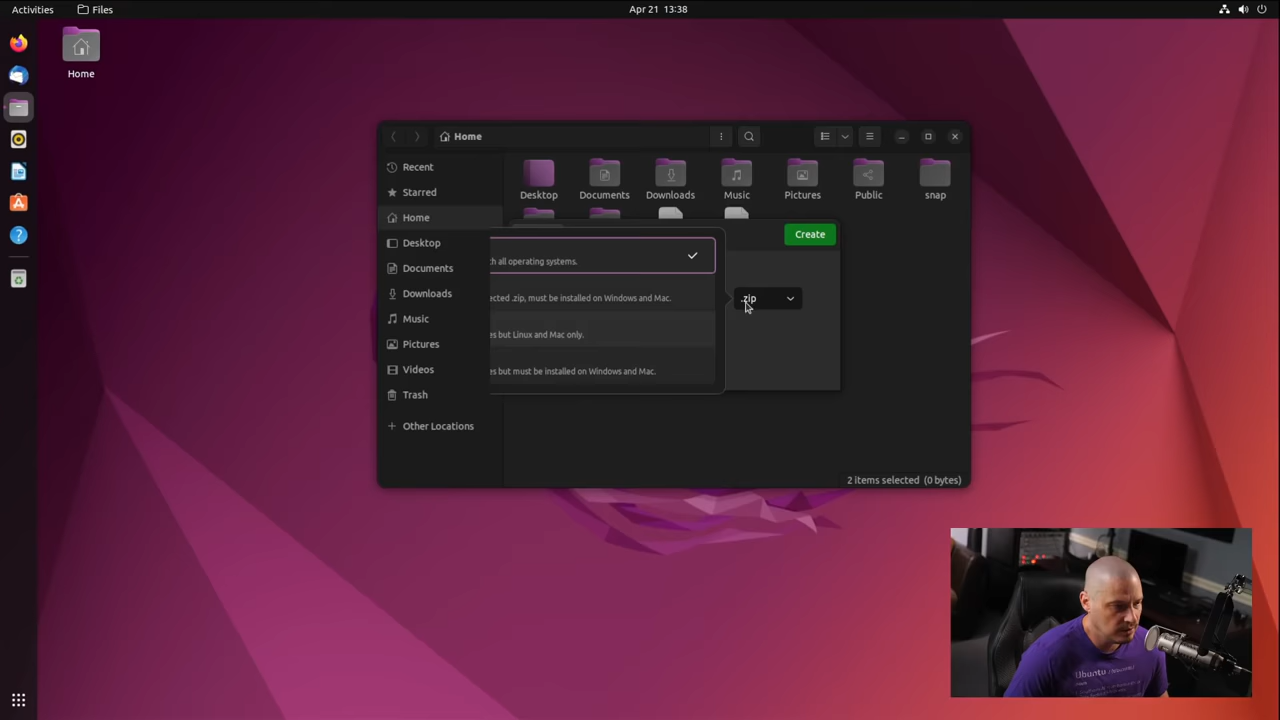 Activities
Files
Apr 21 13:38
Home
Home
Recent
Starred
Home
Desktop
Documents
Downloads
Music
Pictures
Videos
Trash
Other Locations
Desktop
Documents
Downloads
Music
Pictures
Public
snap
Create
th all operating systems.
ected .zip, must be installed on Windows and Mac.
es but Linux and Mac only.
es but must be installed on Windows and Mac.
.zip
2 items selected (0 bytes)
Ubuntu